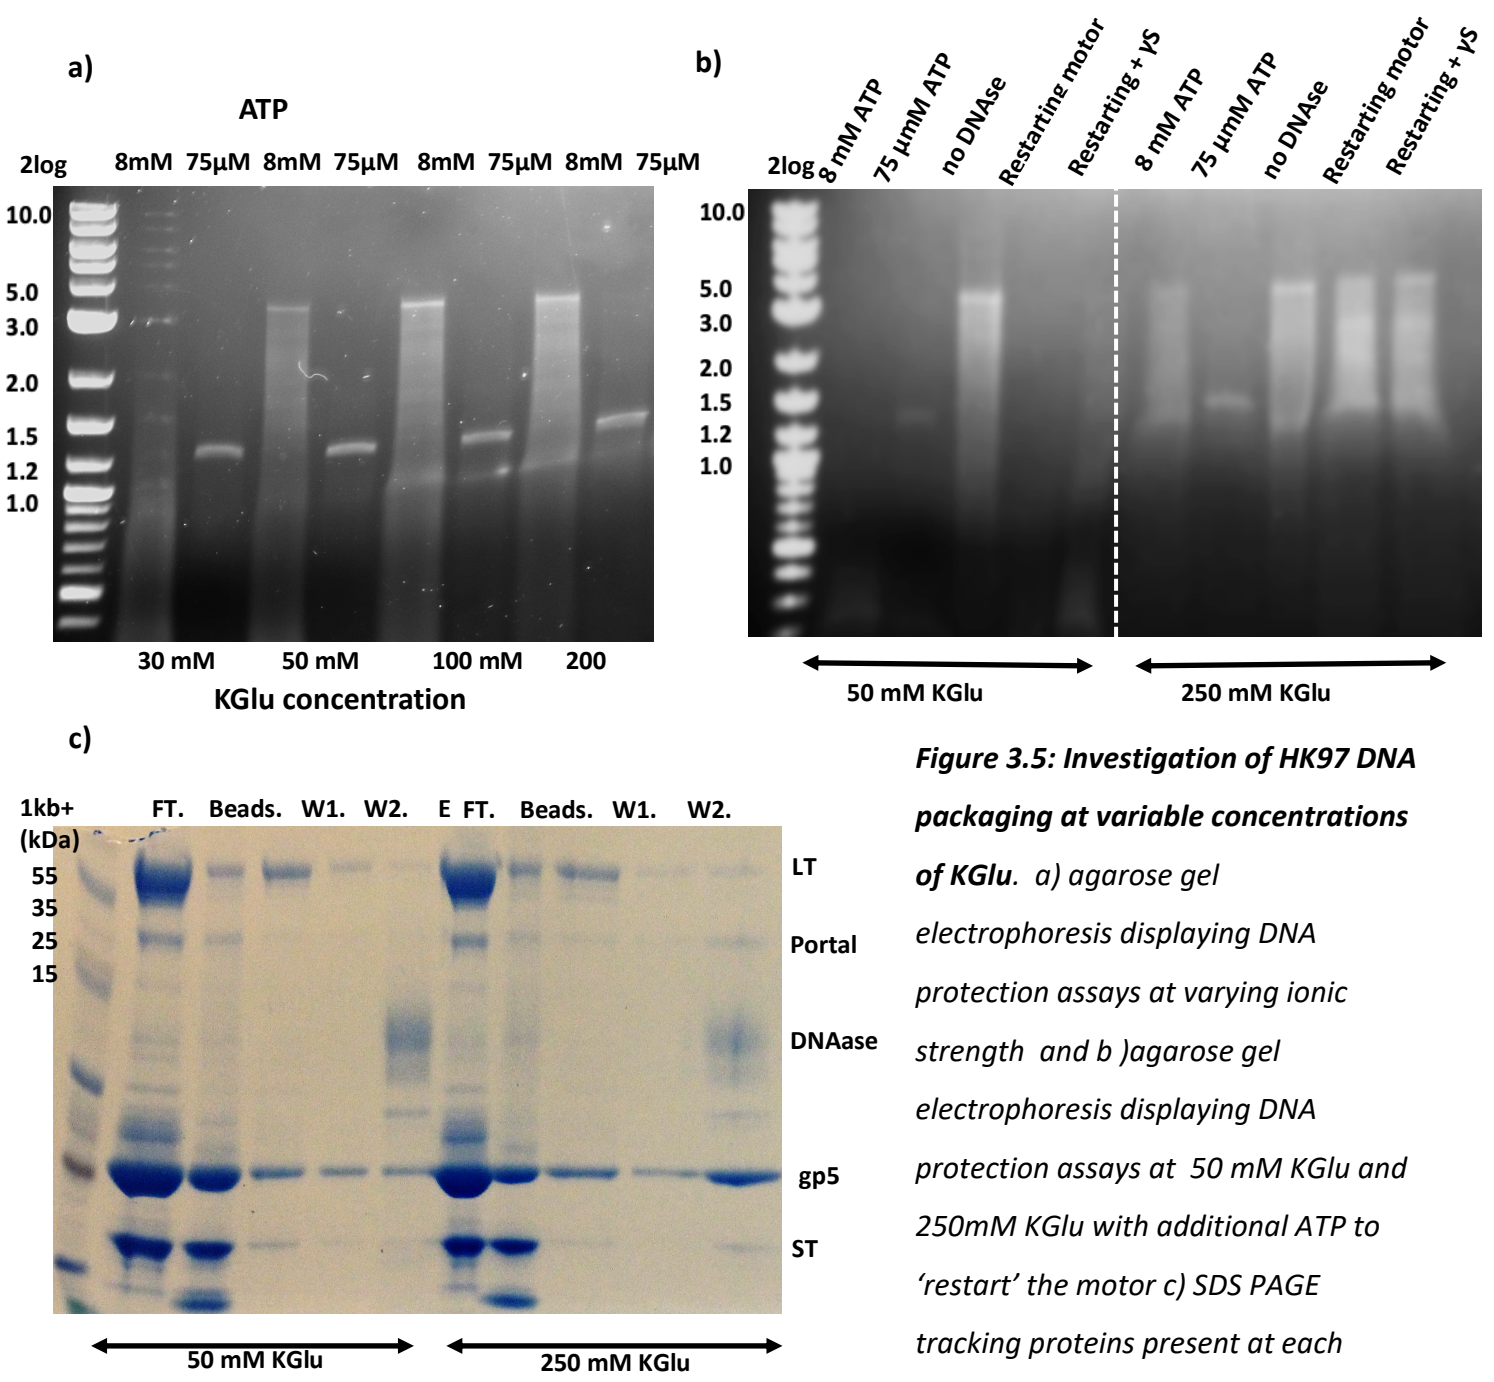 a)
ATP
2log 8mM 75µM 8mM 75µM 8mM 75µM 8mM 75µM
10.0
5.0
3.0
2.0
1.5
1.2
1.0
30 mM 50 mM 100 mM 200
KGlu concentration
b)
2log 8 mM ATP 75 µmM ATP no DNAse Restarting motor Restarting + γS 8 mM ATP 75 µmM ATP no DNAse Restarting motor Restarting + γS
10.0
5.0
3.0
2.0
1.5
1.2
1.0
50 mM KGlu 250 mM KGlu
c)
1kb+ FT. Beads. W1. W2. E FT. Beads. W1. W2.
(kDa)
55
35
25
15
LT
Portal
DNAase
gp5
ST
50 mM KGlu 250 mM KGlu
Figure 3.5: Investigation of HK97 DNA
packaging at variable concentrations
of KGlu. a) agarose gel
electrophoresis displaying DNA
protection assays at varying ionic
strength and b )agarose gel
electrophoresis displaying DNA
protection assays at 50 mM KGlu and
250mM KGlu with additional ATP to
‘restart’ the motor c) SDS PAGE
tracking proteins present at each